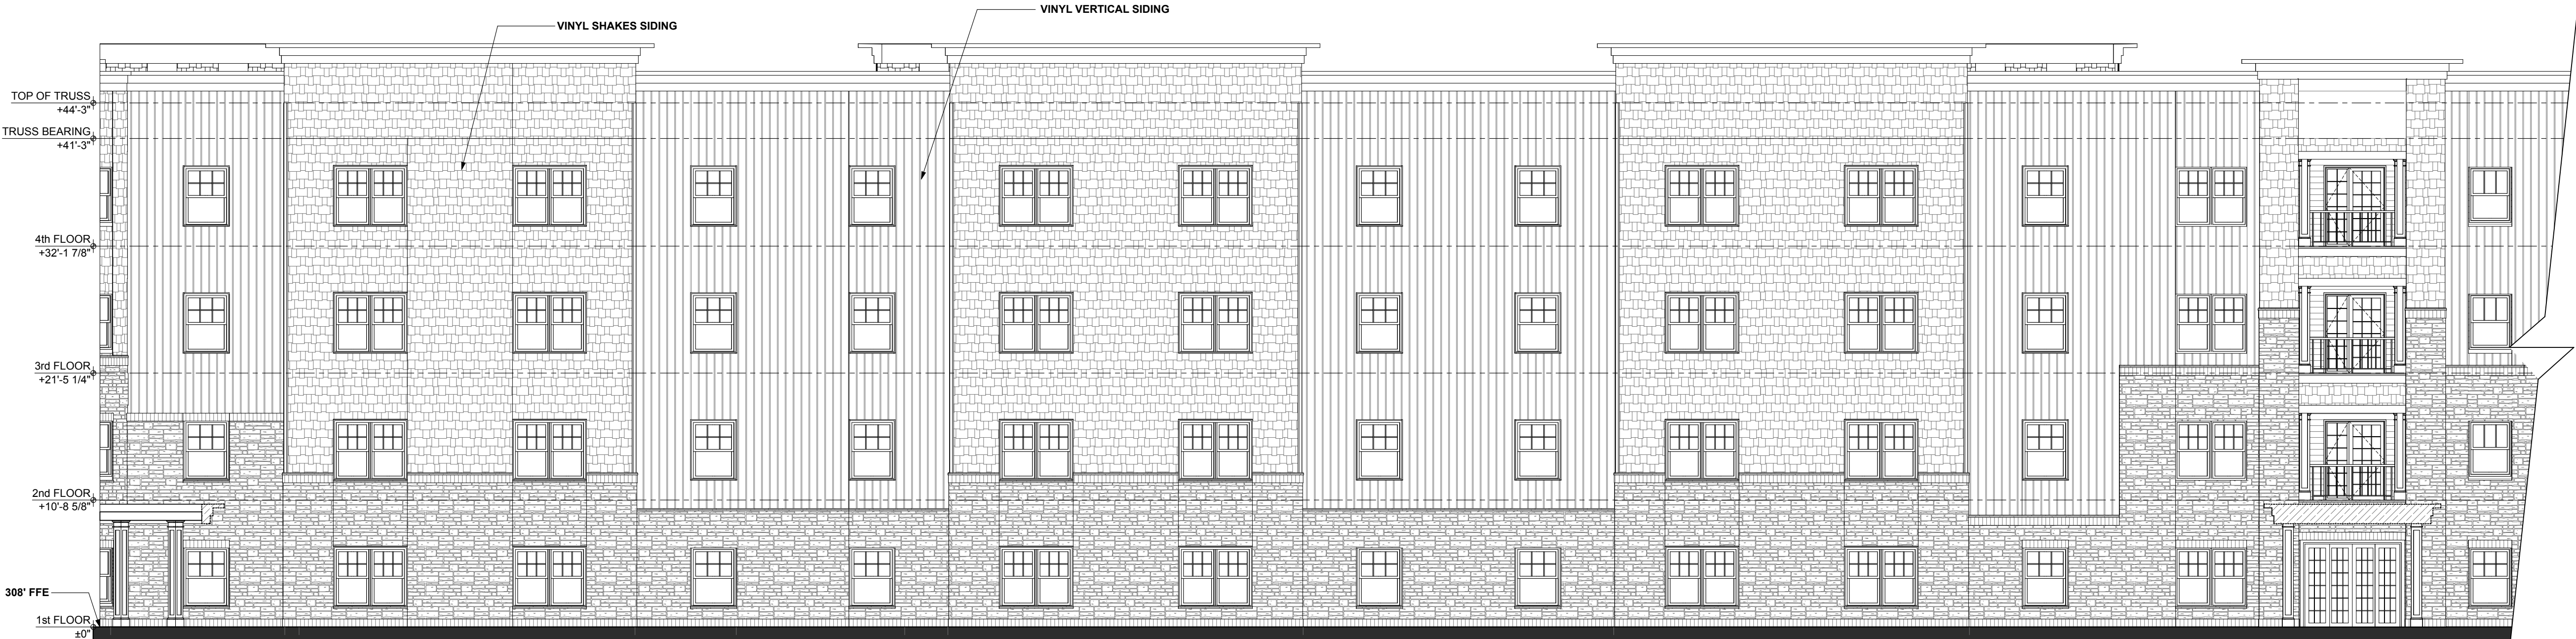 VINYL VERTICAL SIDING
VINYL SHAKES SIDING
TOP OF TRUSS
+44'-3"
TRUSS BEARING
+41'-3"
4th FLOOR
+32'-1 7/8"
3rd FLOOR
+21'-5 1/4"
2nd FLOOR
+10'-8 5/8"
308' FFE
1st FLOOR
±0"